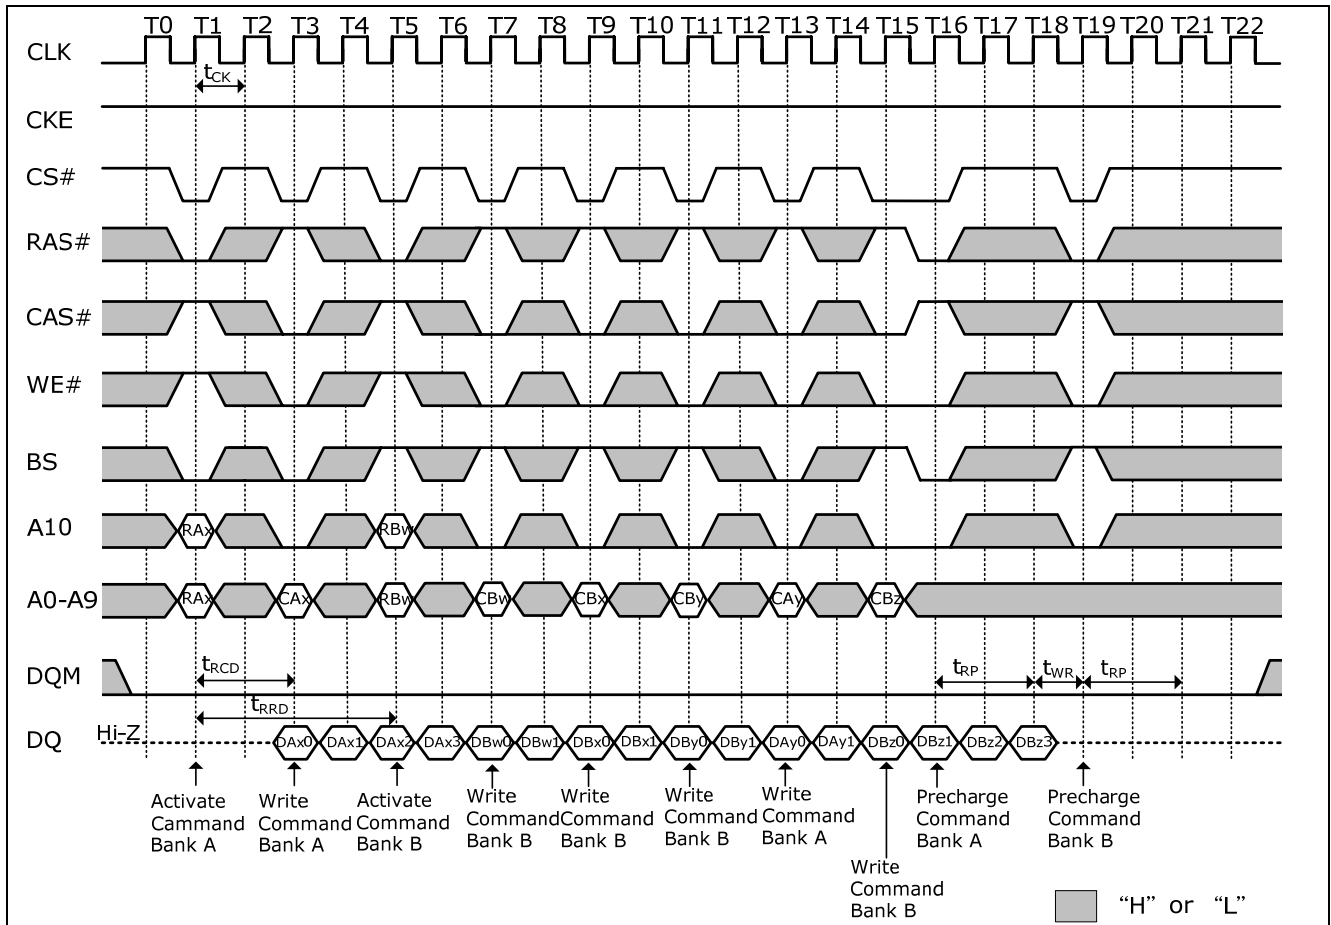 T0 T1 T2 T3 T4 T5 T6 T7 T8 T9 T10 T11 T12 T13 T14 T15 T16 T17 T18 T19 T20 T21 T22
CLK
tCK
CKE
CS#
RAS#
CAS#
WE#
BS
A10
RAx RBw
A0-A9
RAx CAx RBw CBw CBx CBy CAy CBz
DQM
tRCD tRP tWR tRP
tRRD
DQ
Hi-Z
DAx0 DAx1 DAx2 DAx3 DBw0 DBw1 DBx0 DBx1 DBy0 DBy1 DAy0 DAy1 DBz0 DBz1 DBz2 DBz3
Activate
Cammand
Bank A
Write
Command
Bank A
Activate
Command
Bank B
Write
Command
Bank B
Write
Command
Bank B
Write
Command
Bank B
Write
Command
Bank A
Write
Command
Bank B
Precharge
Command
Bank A
Precharge
Command
Bank B
“H” or “L”